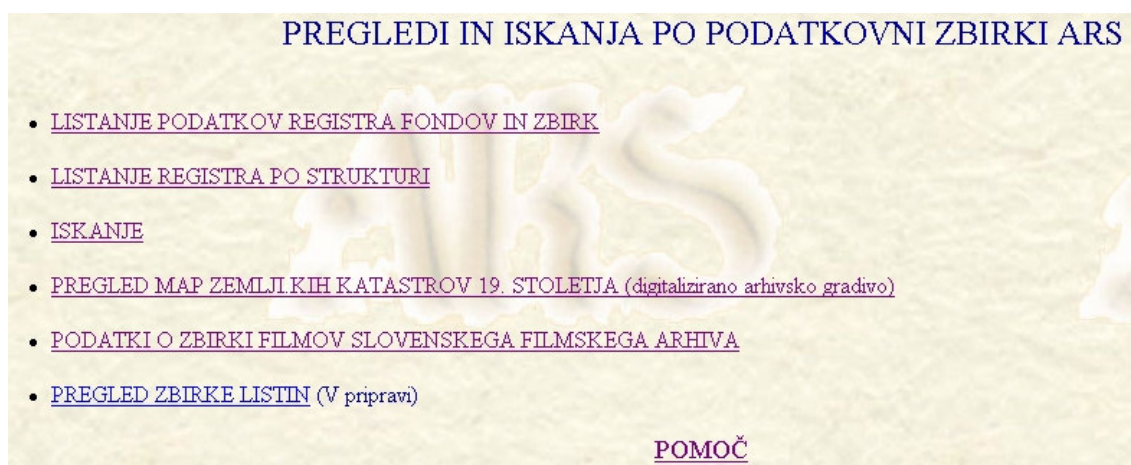 PREGLEDI IN ISKANJA PO PODATKOVNI ZBIRKI ARS
LISTANJE PODATKOV REGISTRA FONDOV IN ZBIRK
LISTANJE REGISTRA PO STRUKTURI
ISKANJE
PREGLED MAP ZEMLJI.KIH KATASTROV 19. STOLETJA (digitalizirano arhivsko gradivo)
PODATKI O ZBIRKI FILMOV SLOVENSKEGA FILMSKEGA ARHIVA
PREGLED ZBIRKE LISTIN (V pripravi)
POMOČ
ARS